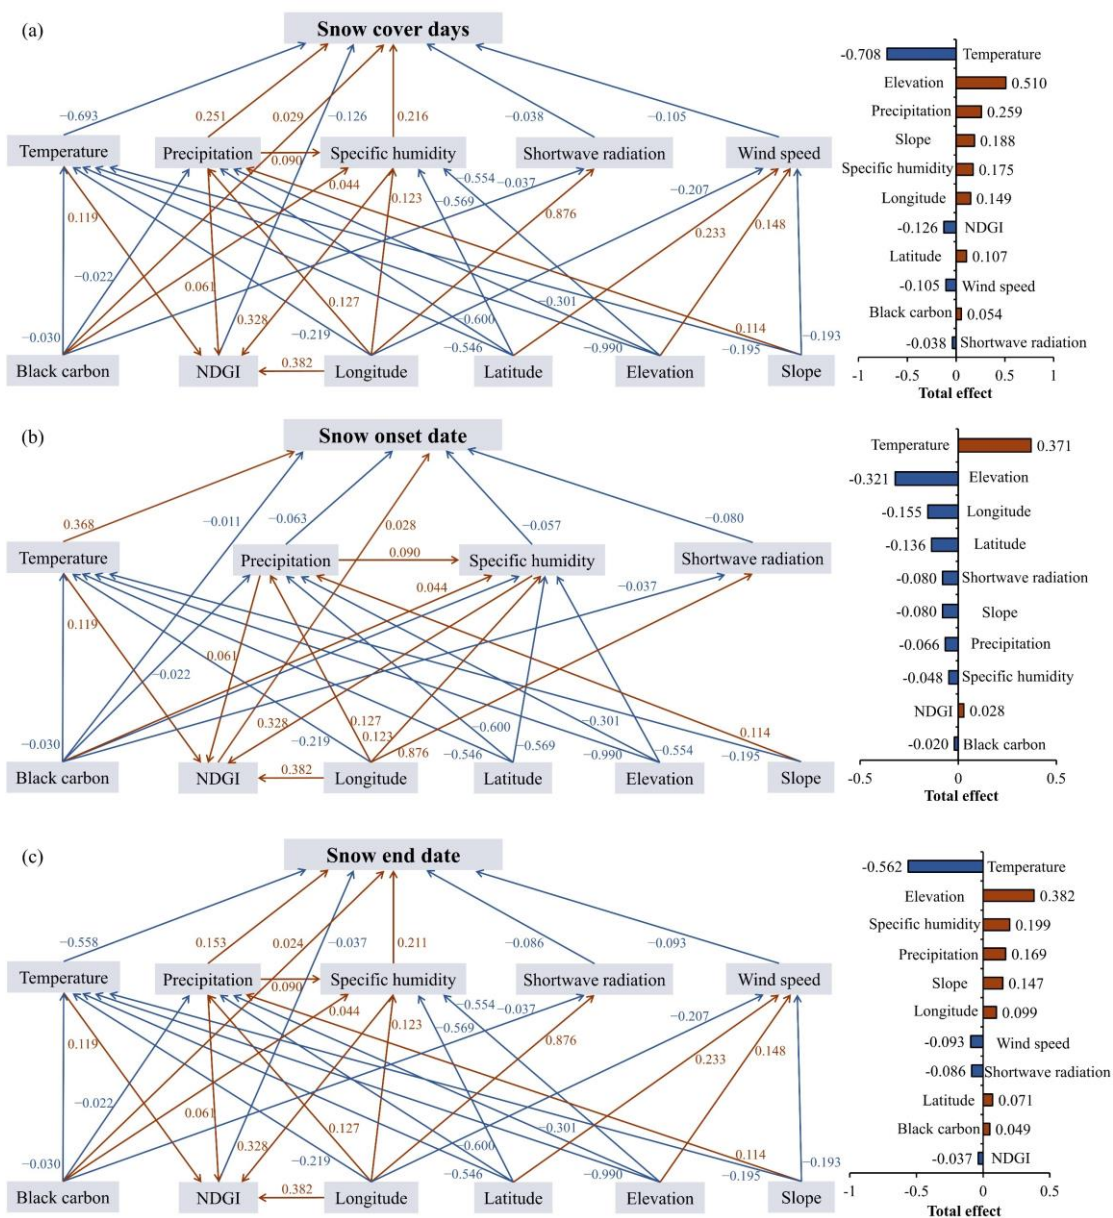 (a)
Snow cover days
−0.693
0.251
0.029
−0.126
0.216
−0.038
−0.105
Temperature
Precipitation
0.090
Specific humidity
Shortwave radiation
Wind speed
0.119
0.044
0.123
−0.554
−0.037
−0.569
0.876
−0.207
0.233
0.148
−0.022
0.061
0.328
0.127
−0.219
−0.600
−0.546
−0.301
−0.990
0.114
−0.195
−0.193
−0.030
Black carbon
NDGI
0.382
Longitude
Latitude
Elevation
Slope
-0.708 Temperature
Elevation 0.510
Precipitation 0.259
Slope 0.188
Specific humidity 0.175
Longitude 0.149
-0.126 NDGI
Latitude 0.107
-0.105 Wind speed
Black carbon 0.054
-0.038 Shortwave radiation
-1 -0.5 0 0.5 1
Total effect
(b)
Snow onset date
0.368
−0.011
−0.063
0.028
−0.057
−0.080
Temperature
Precipitation
0.090
Specific humidity
Shortwave radiation
0.119
0.044
−0.037
−0.022
0.061
0.328
0.127
0.123
−0.219
0.876
−0.600
−0.546
−0.569
−0.301
−0.990
−0.554
0.114
−0.195
−0.030
Black carbon
NDGI
0.382
Longitude
Latitude
Elevation
Slope
Temperature 0.371
-0.321 Elevation
-0.155 Longitude
-0.136 Latitude
-0.080 Shortwave radiation
-0.080 Slope
-0.066 Precipitation
-0.048 Specific humidity
NDGI 0.028
-0.020 Black carbon
-0.5 0 0.5
Total effect
(c)
Snow end date
−0.558
0.153
0.024
−0.037
0.211
−0.086
−0.093
Temperature
Precipitation
0.090
Specific humidity
Shortwave radiation
Wind speed
0.119
0.044
0.123
−0.554
−0.037
−0.569
0.876
−0.207
0.233
0.148
−0.022
0.061
0.328
0.127
−0.219
−0.600
−0.546
−0.301
−0.990
0.114
−0.195
−0.193
−0.030
Black carbon
NDGI
0.382
Longitude
Latitude
Elevation
Slope
-0.562 Temperature
Elevation 0.382
Specific humidity 0.199
Precipitation 0.169
Slope 0.147
Longitude 0.099
-0.093 Wind speed
-0.086 Shortwave radiation
Latitude 0.071
Black carbon 0.049
-0.037 NDGI
-1 -0.5 0 0.5
Total effect